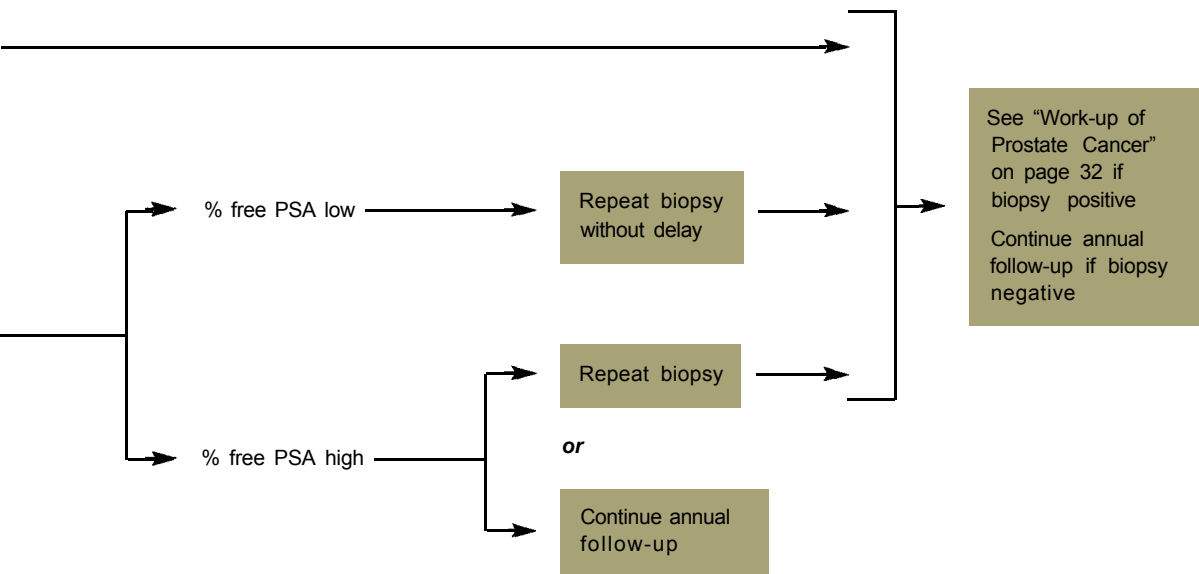 % free PSA low
Repeat biopsy
without delay
See “Work-up of
Prostate Cancer”
on page 32 if
biopsy positive
Continue annual
follow-up if biopsy
negative
Repeat biopsy
or
% free PSA high
Continue annual
follow-up